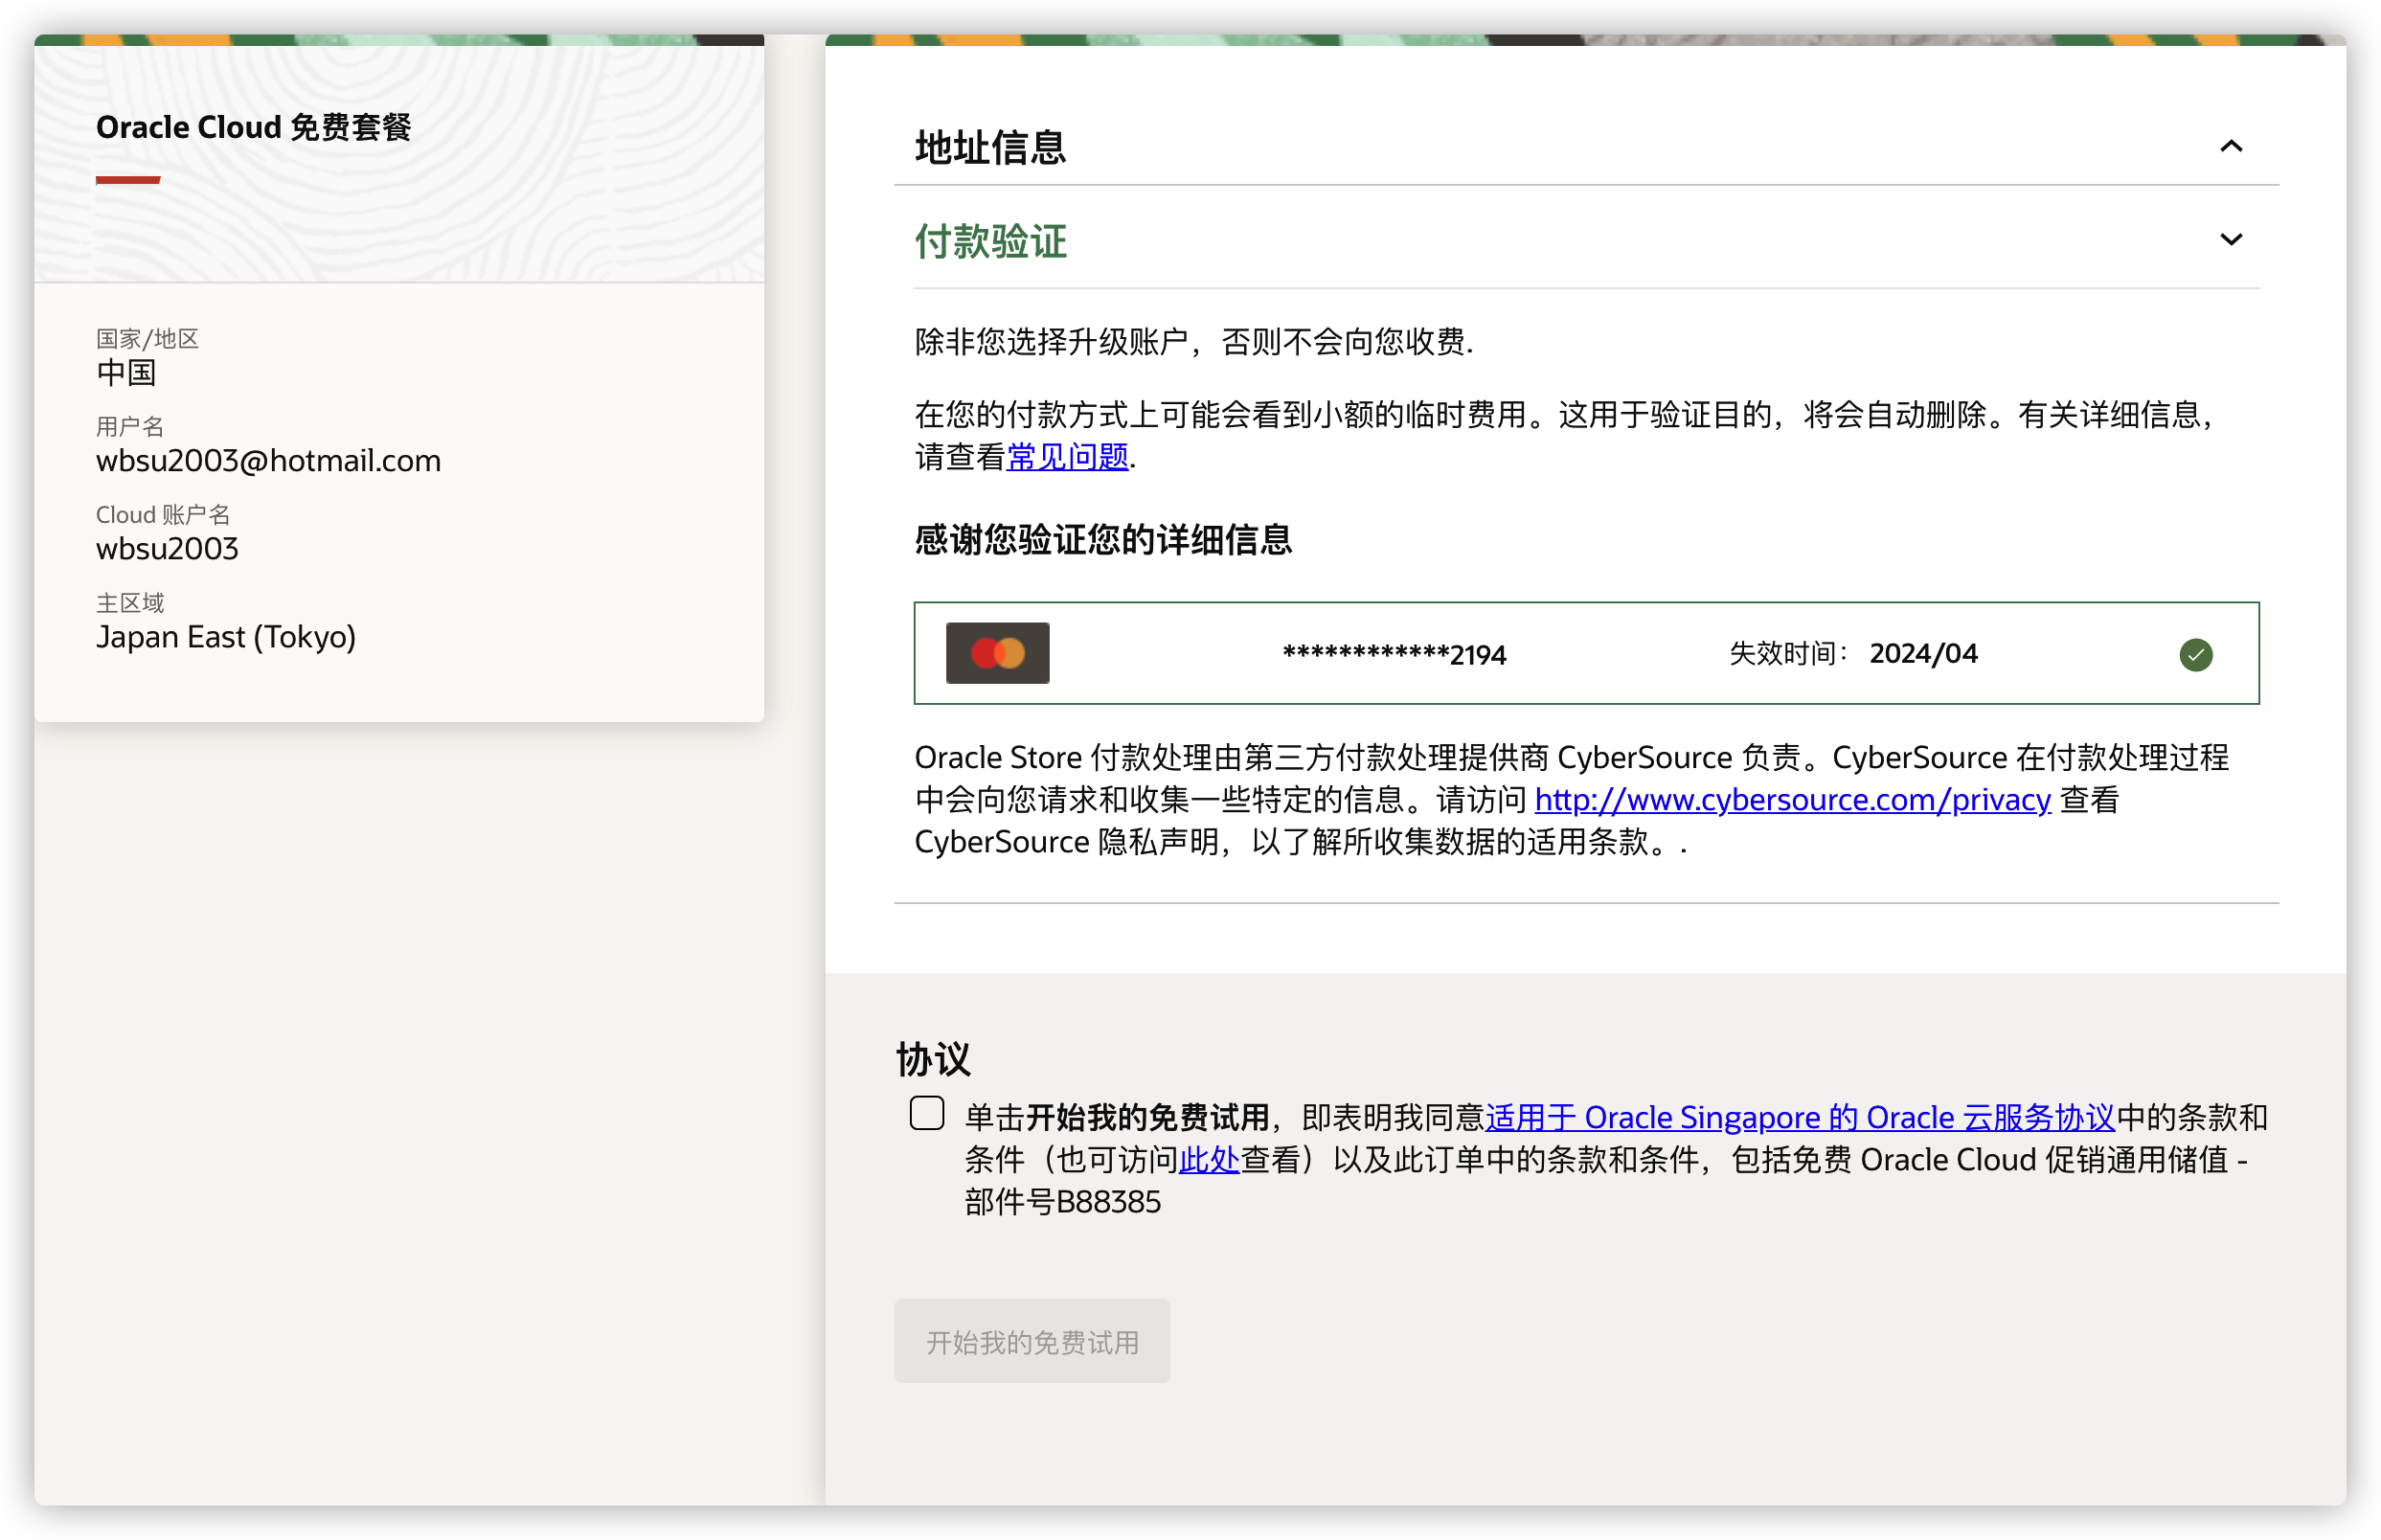 Oracle Cloud 免费套餐
国家/地区
中国
用户名
wbsu2003@hotmail.com
Cloud 账户名
wbsu2003
主区域
Japan East (Tokyo)
地址信息
付款验证
除非您选择升级账户，否则不会向您收费.
在您的付款方式上可能会看到小额的临时费用。这用于验证目的，将会自动删除。有关详细信息，
请查看常见问题.
感谢您验证您的详细信息
************2194 失效时间： 2024/04
Oracle Store 付款处理由第三方付款处理提供商 CyberSource 负责。CyberSource 在付款处理过程
中会向您请求和收集一些特定的信息。请访问 http://www.cybersource.com/privacy 查看
CyberSource 隐私声明，以了解所收集数据的适用条款。.
协议
单击开始我的免费试用，即表明我同意适用于 Oracle Singapore 的 Oracle 云服务协议中的条款和
条件（也可访问此处查看）以及此订单中的条款和条件，包括免费 Oracle Cloud 促销通用储值 -
部件号B88385
开始我的免费试用